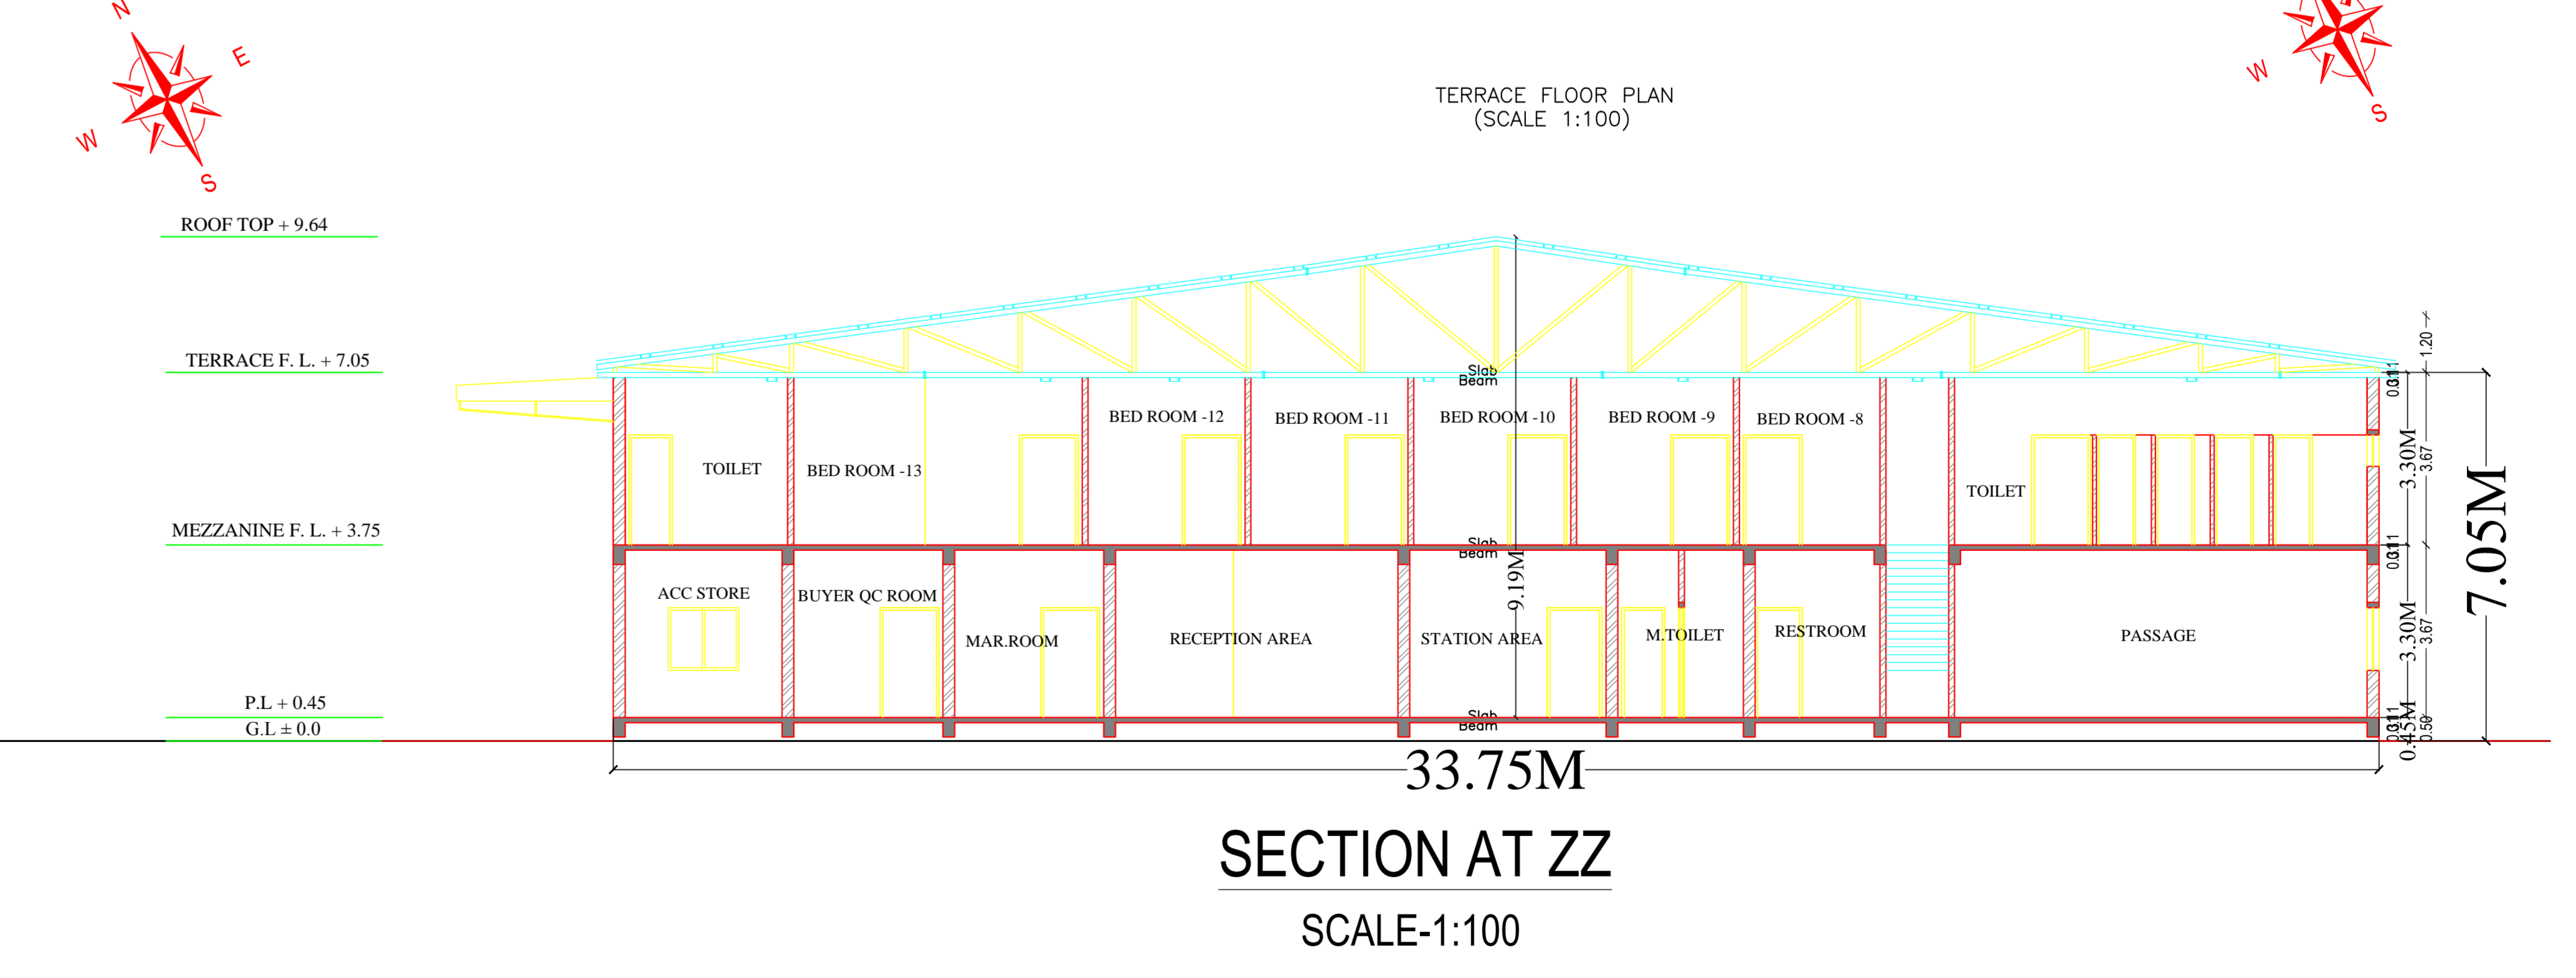 N
E
W
S
W
S
TERRACE FLOOR PLAN
(SCALE 1:100)
ROOF TOP + 9.64
TERRACE F. L. + 7.05
MEZZANINE F. L. + 3.75
P.L + 0.45
G.L ± 0.0
Slab
Beam
BED ROOM -12
BED ROOM -11
BED ROOM -10
BED ROOM -9
BED ROOM -8
TOILET
BED ROOM -13
TOILET
Slab
Beam
ACC STORE
BUYER QC ROOM
MAR.ROOM
RECEPTION AREA
STATION AREA
M.TOILET
RESTROOM
PASSAGE
Slab
Beam
9.19M
1.20
3.30M
3.67
3.30M
3.67
0.45M
0.50
7.05M
33.75M
SECTION AT ZZ
SCALE-1:100